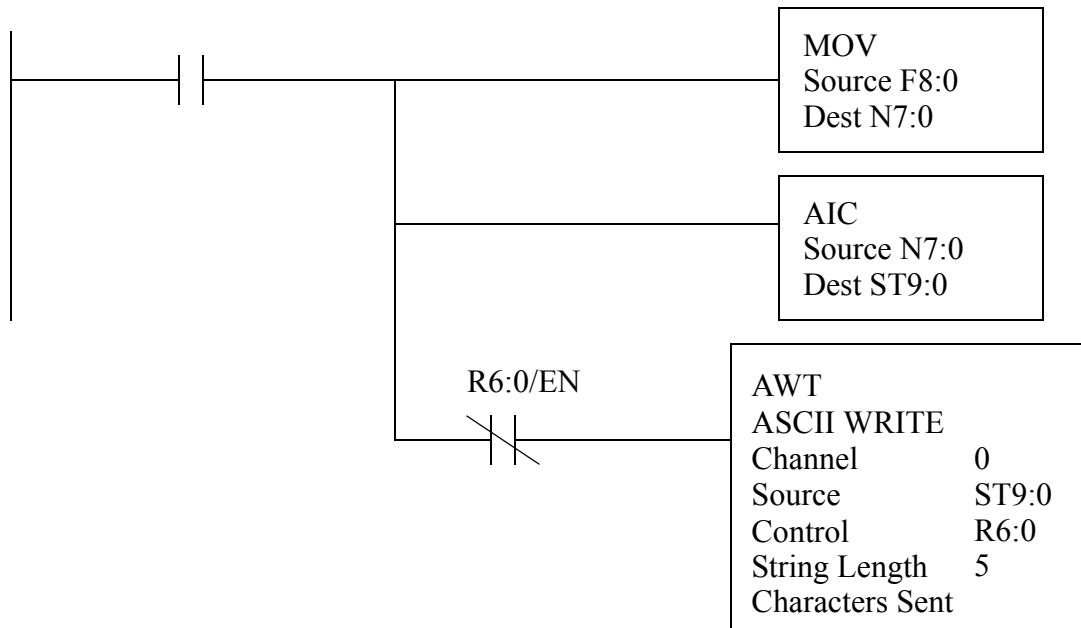 MOV
Source F8:0
Dest N7:0
AIC
Source N7:0
Dest ST9:0
R6:0/EN
AWT
ASCII WRITE
Channel 0
Source ST9:0
Control R6:0
String Length 5
Characters Sent